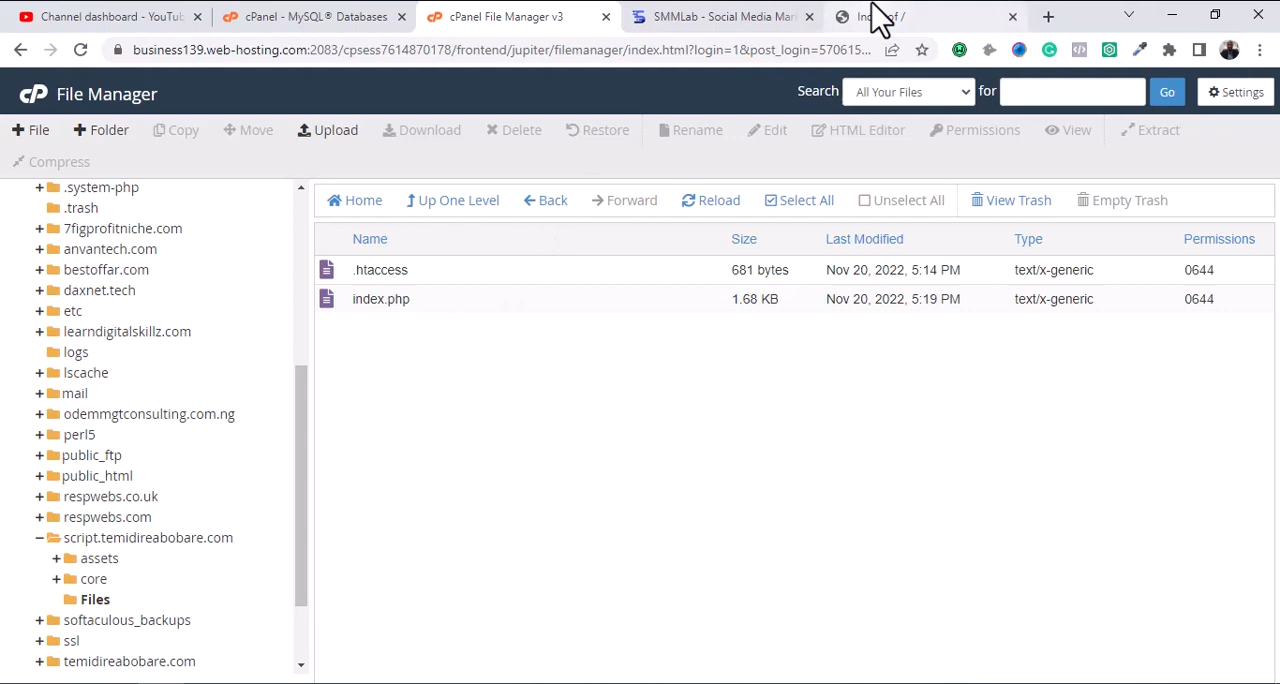 Channel dashboard - YouTu
cPanel - MySQL® Databases
cPanel File Manager v3
SMMLab - Social Media Mar
business139.web-hosting.com:2083/cpsess7614870178/frontend/jupiter/filemanager/index.html?login=1&post_login=570615...
cP File Manager
Search All Your Files for Go Settings
File Folder Copy Move Upload Download Delete Restore Rename Edit HTML Editor Permissions View Extract
Compress
Home Up One Level Back Forward Reload Select All Unselect All View Trash Empty Trash
.system-php
.trash
7figprofitniche.com
anvantech.com
bestoffar.com
daxnet.tech
etc
learndigitalskillz.com
logs
lscache
mail
odemmgtconsulting.com.ng
perl5
public_ftp
public_html
respwebs.co.uk
respwebs.com
script.temidireabobare.com
assets
core
Files
softaculous_backups
ssl
temidireabobare.com
Name Size Last Modified Type Permissions
.htaccess 681 bytes Nov 20, 2022, 5:14 PM text/x-generic 0644
index.php 1.68 KB Nov 20, 2022, 5:19 PM text/x-generic 0644